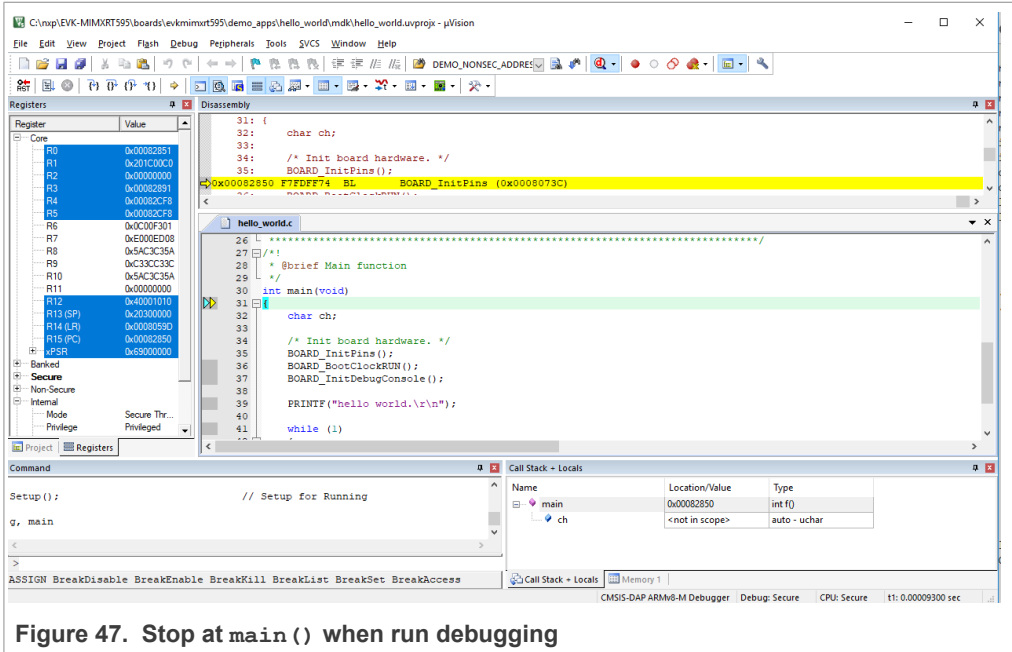 C:\nxp\EVK-MIMXRT595\boards\evkmimxrt595\demo_apps\hello_world\mdk\hello_world.uvprojx - µVision
File Edit View Project Flash Debug Peripherals Tools SVCS Window Help
DEMO_NONSEC_ADDRES
RST
Registers
Register Value
Core
R0 0x00082851
R1 0x201C00C0
R2 0x00000000
R3 0x00082891
R4 0x00082CF8
R5 0x00082CF8
R6 0x0C00F301
R7 0xE000ED08
R8 0x5AC3C35A
R9 0xC33CC33C
R10 0x5AC3C35A
R11 0x00000000
R12 0x40001010
R13 (SP) 0x20300000
R14 (LR) 0x0008059D
R15 (PC) 0x00082850
xPSR 0x69000000
Banked
Secure
Non-Secure
Internal
Mode Secure Thr...
Privilege Privileged
Project Registers
Disassembly
31: {
32: char ch;
33:
34: /* Init board hardware. */
35: BOARD_InitPins();
0x00082850 F7FDFF74 BL BOARD_InitPins (0x0008073C)
36: BOARD_BootClockRUN();
hello_world.c
26 ****************************************************************************/
27 /*!
28 * @brief Main function
29 */
30 int main(void)
31 {
32 char ch;
33
34 /* Init board hardware. */
35 BOARD_InitPins();
36 BOARD_BootClockRUN();
37 BOARD_InitDebugConsole();
38
39 PRINTF("hello world.\r\n");
40
41 while (1)
Command
Setup(); // Setup for Running
g, main
>
ASSIGN BreakDisable BreakEnable BreakKill BreakList BreakSet BreakAccess
Call Stack + Locals
Name Location/Value Type
main 0x00082850 int f()
ch <not in scope> auto - uchar
Call Stack + Locals Memory 1
CMSIS-DAP ARMv8-M Debugger Debug: Secure CPU: Secure t1: 0.00009300 sec
Figure 47. Stop at main() when run debugging